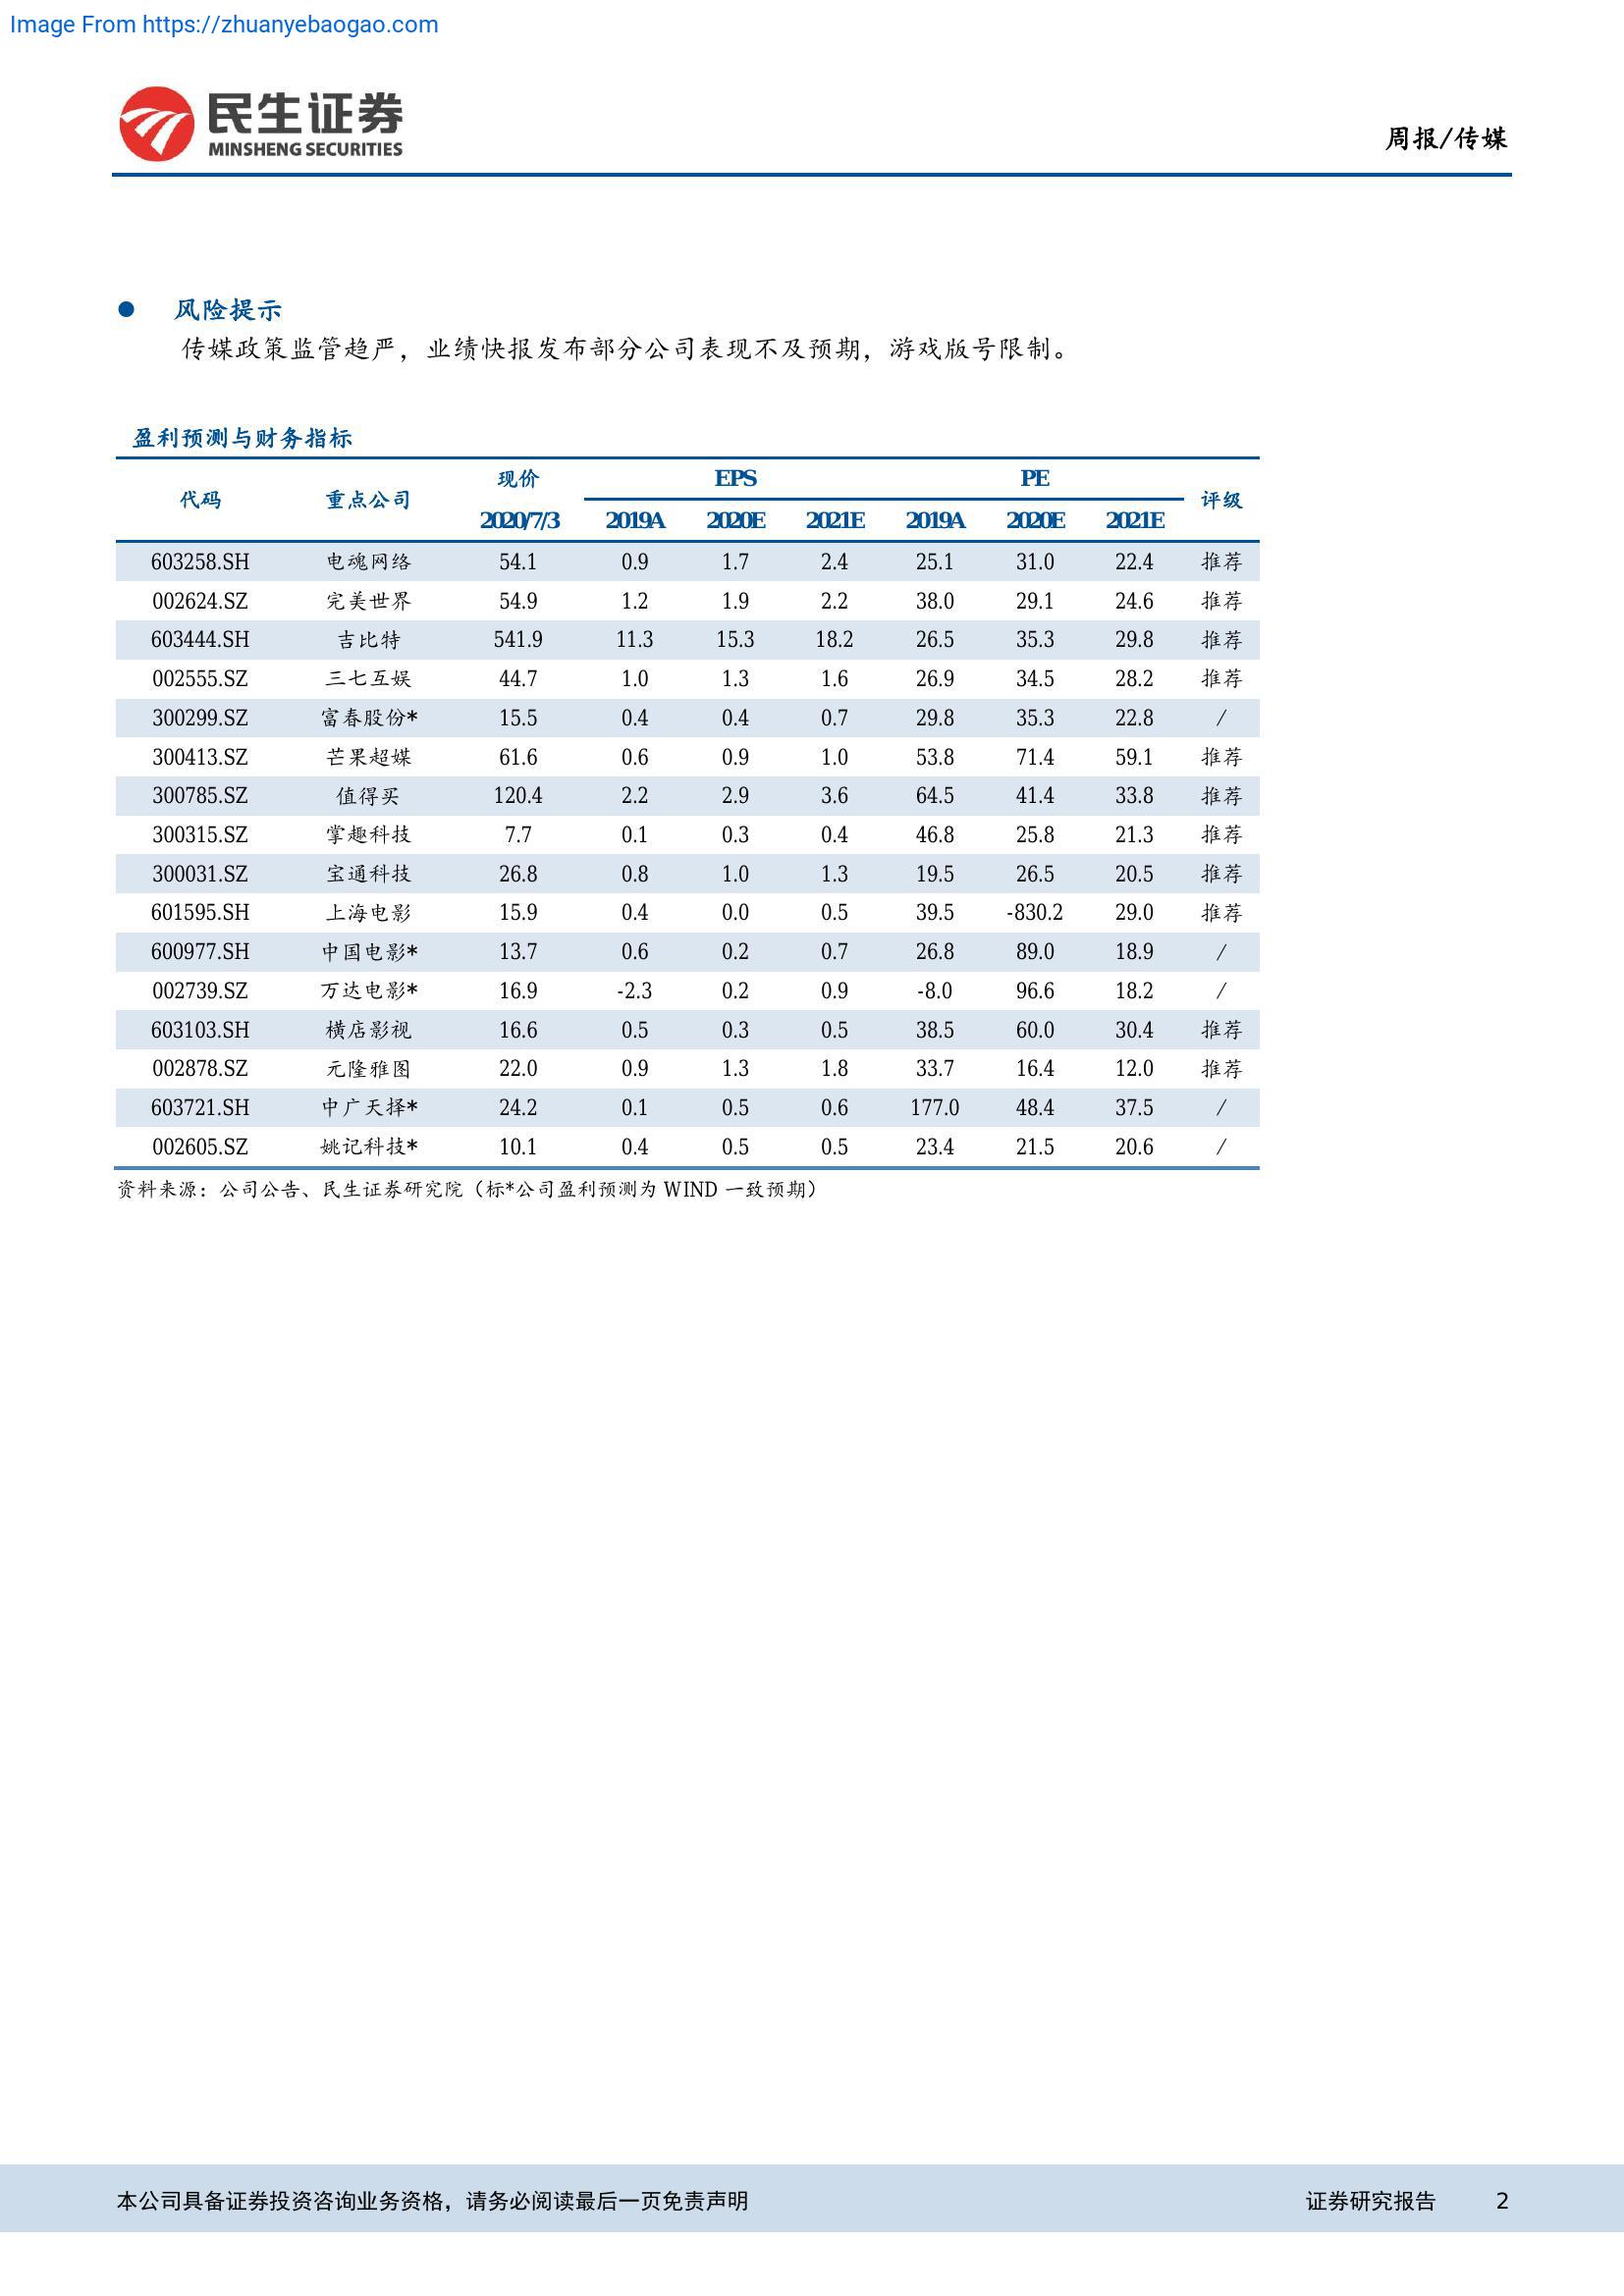 Image From https://zhuanyebaogao.com
民生证券
MINSHENG SECURITIES
周报/传媒
风险提示
传媒政策监管趋严，业绩快报发布部分公司表现不及预期，游戏版号限制。
盈利预测与财务指标
代码 重点公司 现价 EPS PE 评级
2020/7/3 2019A 2020E 2021E 2019A 2020E 2021E
603258.SH 电魂网络 54.1 0.9 1.7 2.4 25.1 31.0 22.4 推荐
002624.SZ 完美世界 54.9 1.2 1.9 2.2 38.0 29.1 24.6 推荐
603444.SH 吉比特 541.9 11.3 15.3 18.2 26.5 35.3 29.8 推荐
002555.SZ 三七互娱 44.7 1.0 1.3 1.6 26.9 34.5 28.2 推荐
300299.SZ 富春股份* 15.5 0.4 0.4 0.7 29.8 35.3 22.8 /
300413.SZ 芒果超媒 61.6 0.6 0.9 1.0 53.8 71.4 59.1 推荐
300785.SZ 值得买 120.4 2.2 2.9 3.6 64.5 41.4 33.8 推荐
300315.SZ 掌趣科技 7.7 0.1 0.3 0.4 46.8 25.8 21.3 推荐
300031.SZ 宝通科技 26.8 0.8 1.0 1.3 19.5 26.5 20.5 推荐
601595.SH 上海电影 15.9 0.4 0.0 0.5 39.5 -830.2 29.0 推荐
600977.SH 中国电影* 13.7 0.6 0.2 0.7 26.8 89.0 18.9 /
002739.SZ 万达电影* 16.9 -2.3 0.2 0.9 -8.0 96.6 18.2 /
603103.SH 横店影视 16.6 0.5 0.3 0.5 38.5 60.0 30.4 推荐
002878.SZ 元隆雅图 22.0 0.9 1.3 1.8 33.7 16.4 12.0 推荐
603721.SH 中广天择* 24.2 0.1 0.5 0.6 177.0 48.4 37.5 /
002605.SZ 姚记科技* 10.1 0.4 0.5 0.5 23.4 21.5 20.6 /
资料来源：公司公告、民生证券研究院（标*公司盈利预测为 WIND 一致预期）
本公司具备证券投资咨询业务资格，请务必阅读最后一页免责声明 证券研究报告 2